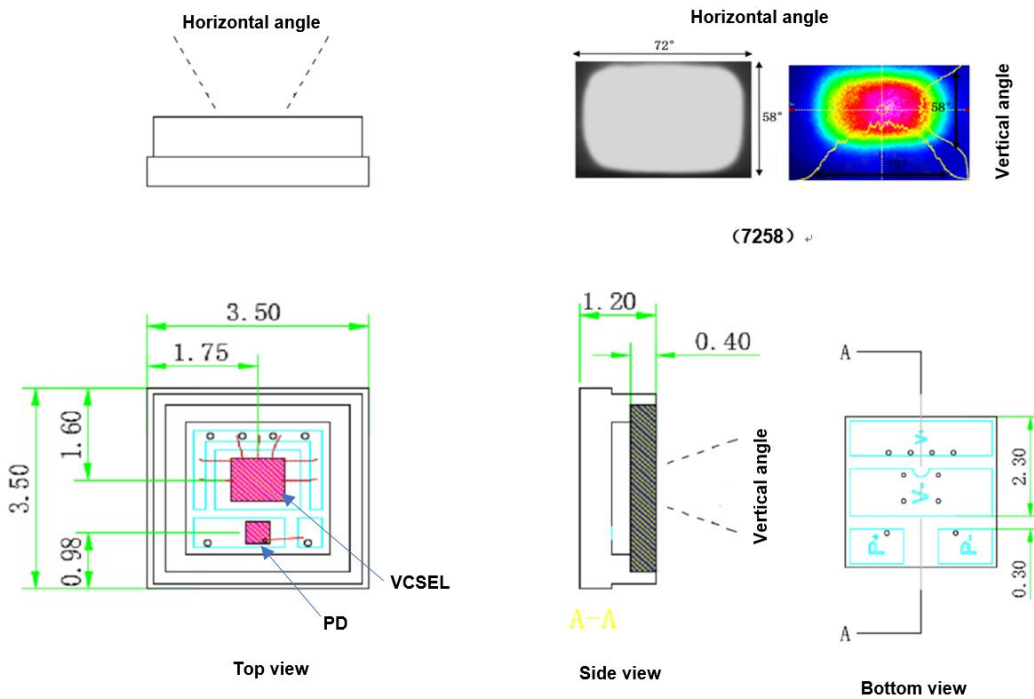 Horizontal angle
Horizontal angle
72°
58°
58°
72°
Vertical angle
（7258）
3.50
1.75
1.60
3.50
0.98
VCSEL
PD
Top view
1.20
0.40
Vertical angle
A-A
Side view
A
V-
V-
2.30
P+
P-
0.30
A
Bottom view